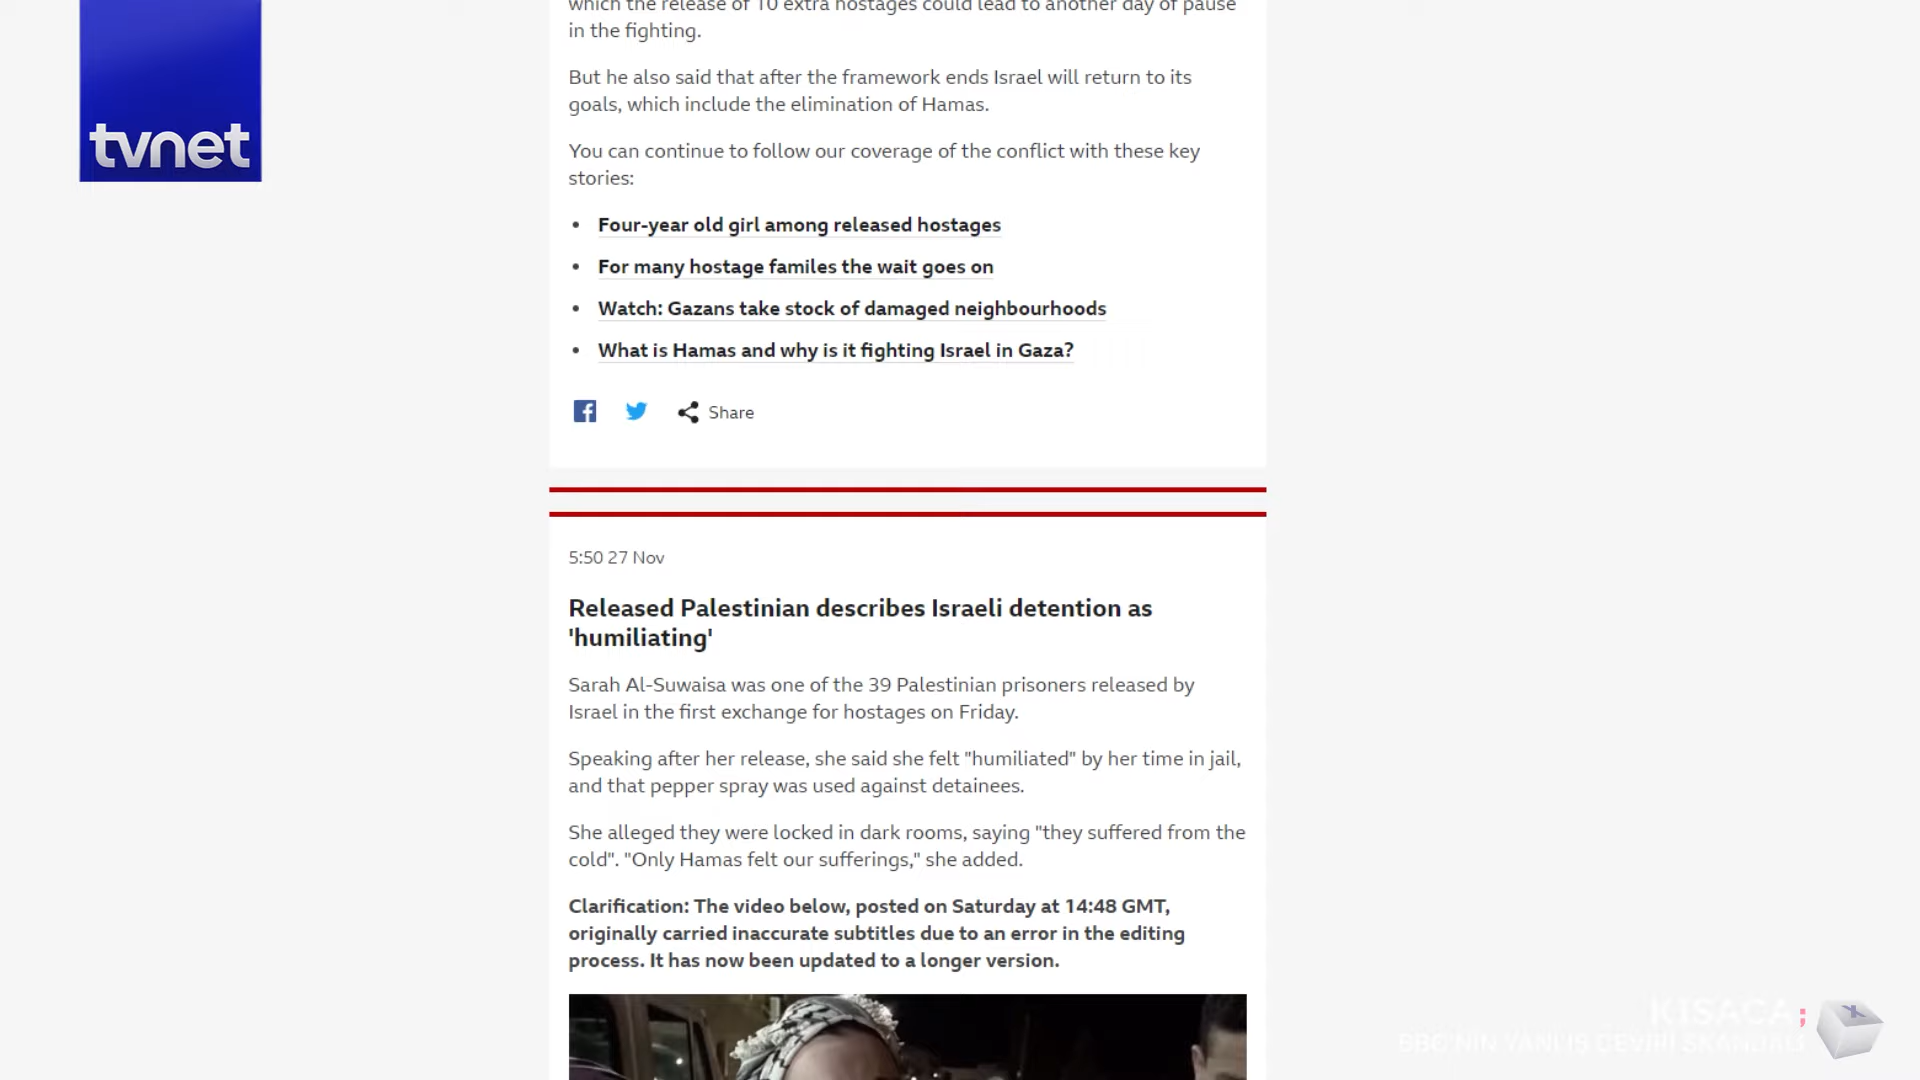 which the release of 10 extra hostages could lead to another day of pause
in the fighting.
tvnet
But he also said that after the framework ends Israel will return to its
goals, which include the elimination of Hamas.
You can continue to follow our coverage of the conflict with these key
stories:
• Four-year old girl among released hostages
• For many hostage familes the wait goes on
• Watch: Gazans take stock of damaged neighbourhoods
• What is Hamas and why is it fighting Israel in Gaza?
Share
5:50 27 Nov
Released Palestinian describes Israeli detention as
'humiliating'
Sarah Al-Suwaisa was one of the 39 Palestinian prisoners released by
Israel in the first exchange for hostages on Friday.
Speaking after her release, she said she felt "humiliated" by her time in jail,
and that pepper spray was used against detainees.
She alleged they were locked in dark rooms, saying "they suffered from the
cold". "Only Hamas felt our sufferings," she added.
Clarification: The video below, posted on Saturday at 14:48 GMT,
originally carried inaccurate subtitles due to an error in the editing
process. It has now been updated to a longer version.
KISACA;
BBC'NİN YANLIŞ ÇEVİRİ SKANDALI